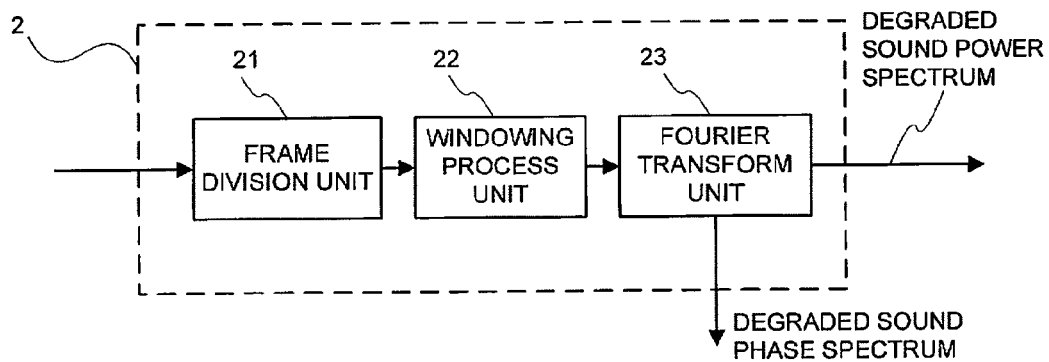 2
DEGRADED
SOUND POWER
SPECTRUM
21
22
23
FRAME
DIVISION UNIT
WINDOWING
PROCESS
UNIT
FOURIER
TRANSFORM
UNIT
DEGRADED SOUND
PHASE SPECTRUM